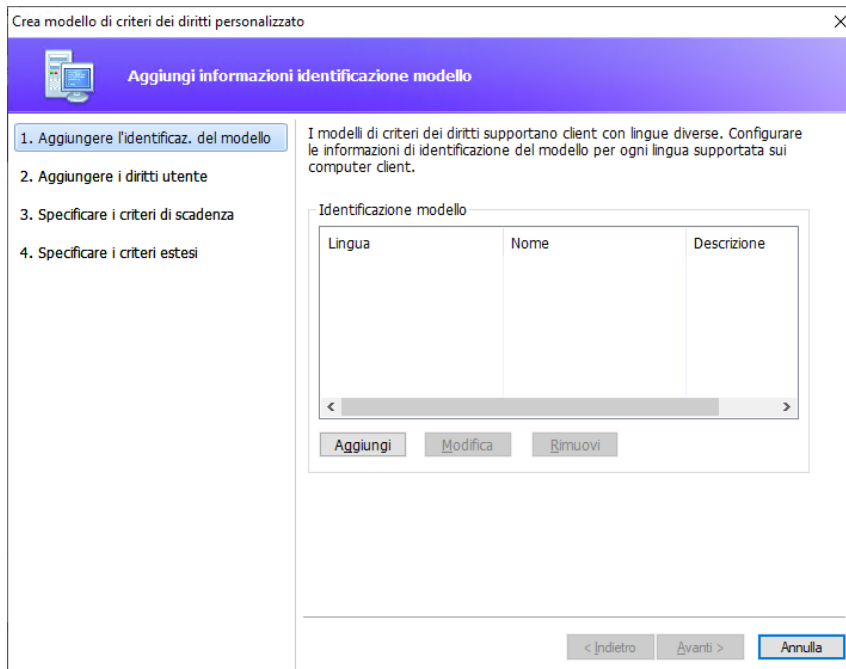 Crea modello di criteri dei diritti personalizzato
Aggiungi informazioni identificazione modello
1. Aggiungere l'identificaz. del modello
2. Aggiungere i diritti utente
3. Specificare i criteri di scadenza
4. Specificare i criteri estesi
I modelli di criteri dei diritti supportano client con lingue diverse. Configurare
le informazioni di identificazione del modello per ogni lingua supportata sui
computer client.
Identificazione modello
Lingua Nome Descrizione
Aggiungi Modifica Rimuovi
< Indietro Avanti > Annulla